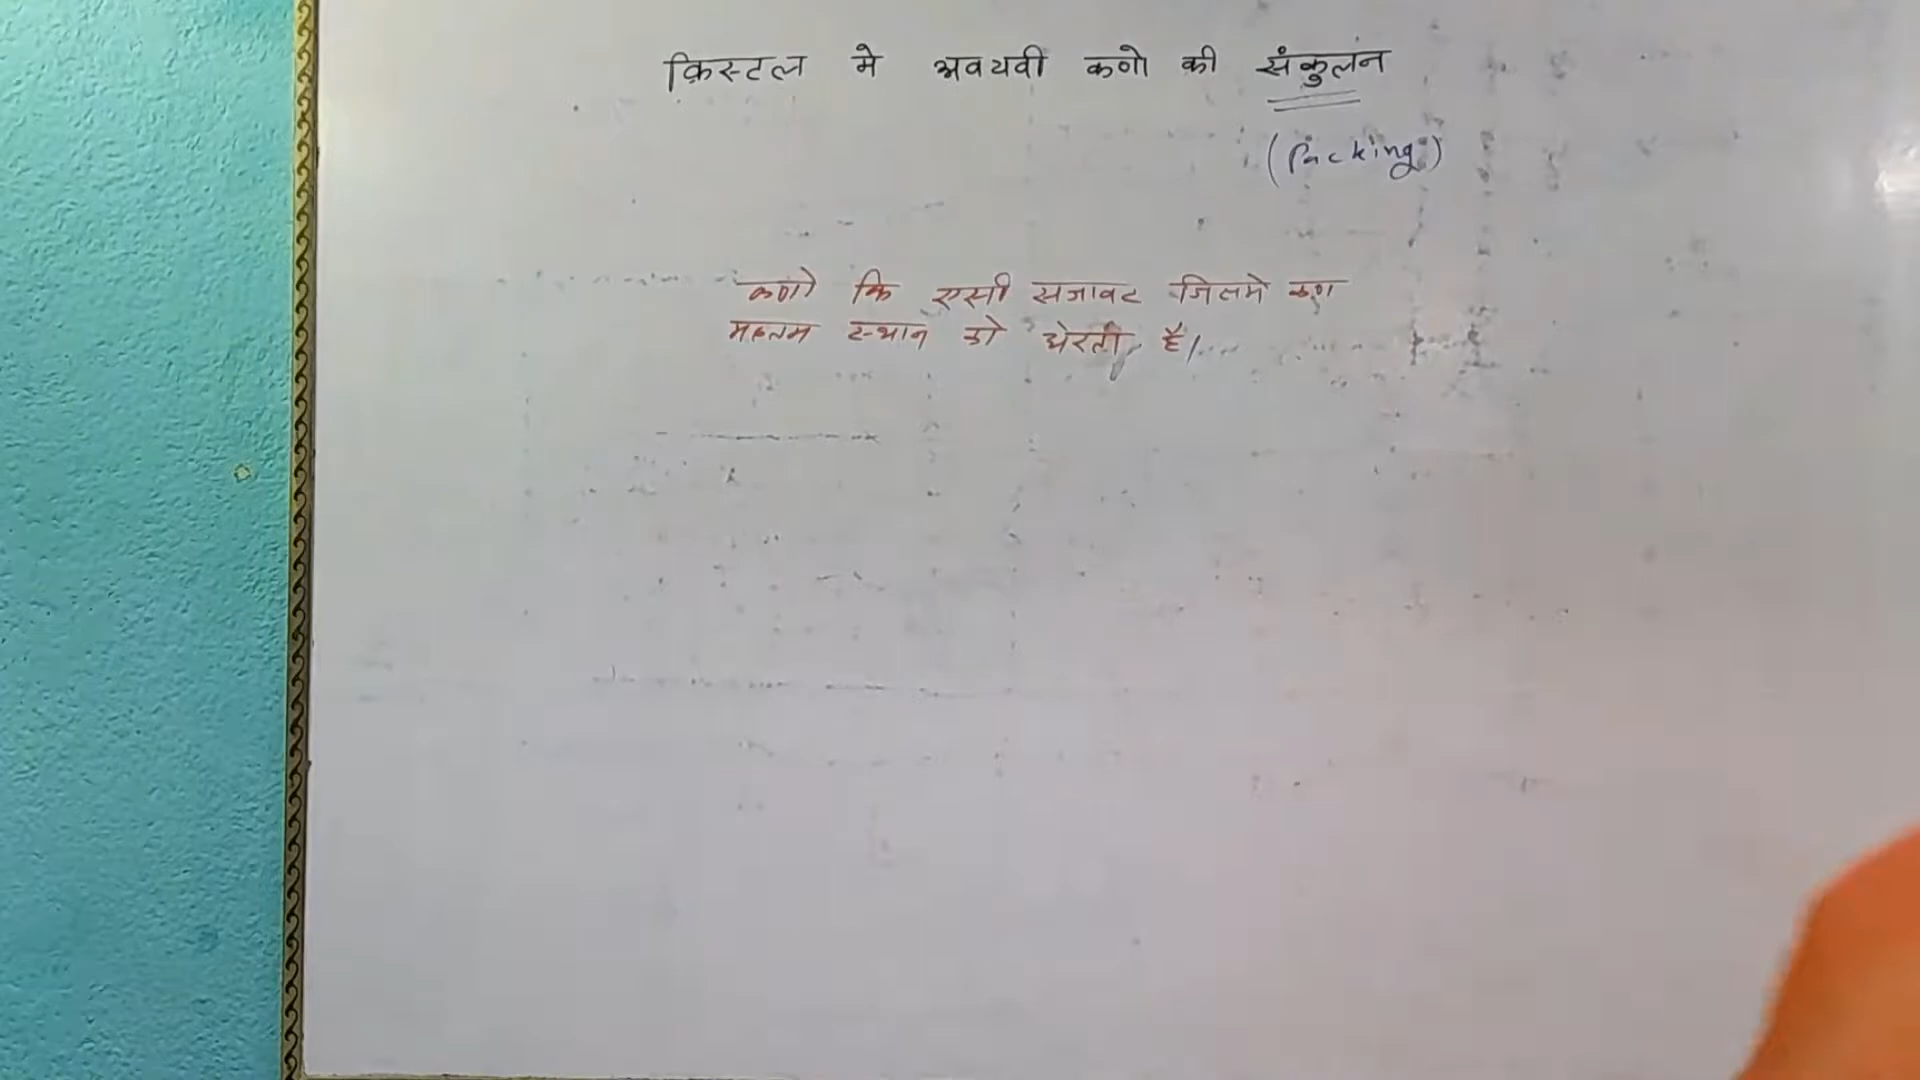 क्रिस्टल मे अवयवी कणो की संकुलन
(Packing)
कणो कि एसी सजावट जिसमे कण
महतम स्थान को घेरती है।